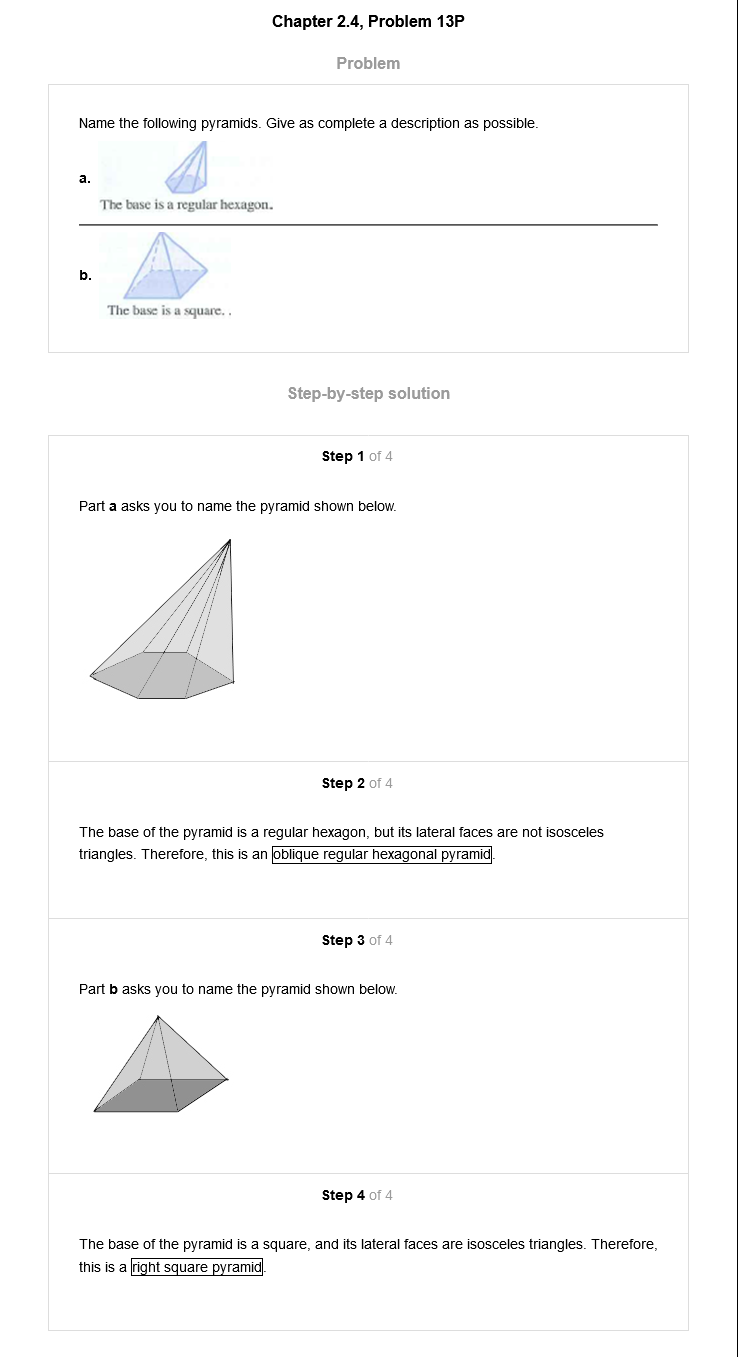 Chapter 2.4, Problem 13P
Problem
Name the following pyramids. Give as complete a description as possible.
a.
The base is a regular hexagon.
b.
The base is a square. .
Step-by-step solution
Step 1 of 4
Part a asks you to name the pyramid shown below.
Step 2 of 4
The base of the pyramid is a regular hexagon, but its lateral faces are not isosceles
triangles. Therefore, this is an oblique regular hexagonal pyramid.
Step 3 of 4
Part b asks you to name the pyramid shown below.
Step 4 of 4
The base of the pyramid is a square, and its lateral faces are isosceles triangles. Therefore,
this is a right square pyramid.